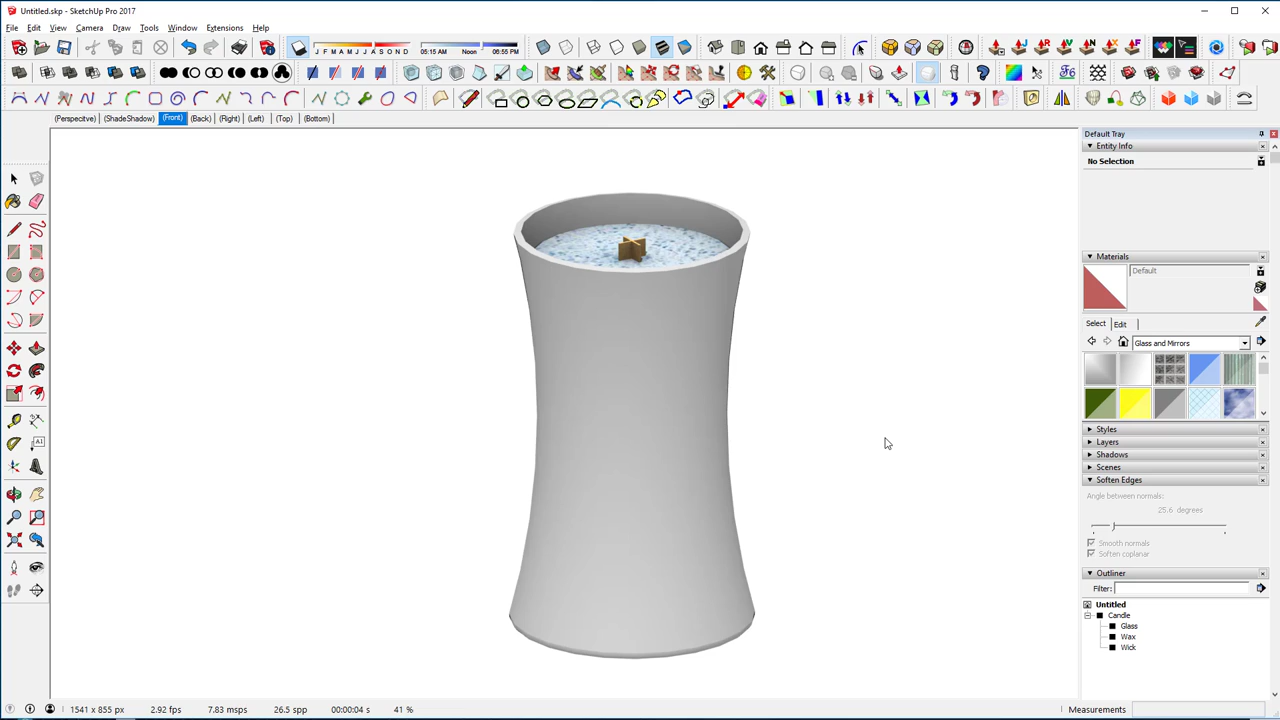 Untitled.skp - SketchUp Pro 2017
File Edit View Camera Draw Tools Window Extensions Help
J F M A M J J A S O N D 05:15 AM Noon 06:55 PM
(Perspecitve) (ShadeShadow) (Front) (Back) (Right) (Left) (Top) (Bottom)
Default Tray
Entity Info
No Selection
Materials
Default
Select Edit
Glass and Mirrors
Styles
Layers
Shadows
Scenes
Soften Edges
Angle between normals:
25.6 degrees
Smooth normals
Soften coplanar
Outliner
Filter:
Untitled
Candle
Glass
Wax
Wick
1541 x 855 px 2.92 fps 7.83 msps 26.5 spp 00:00:04 s 41 % Measurements